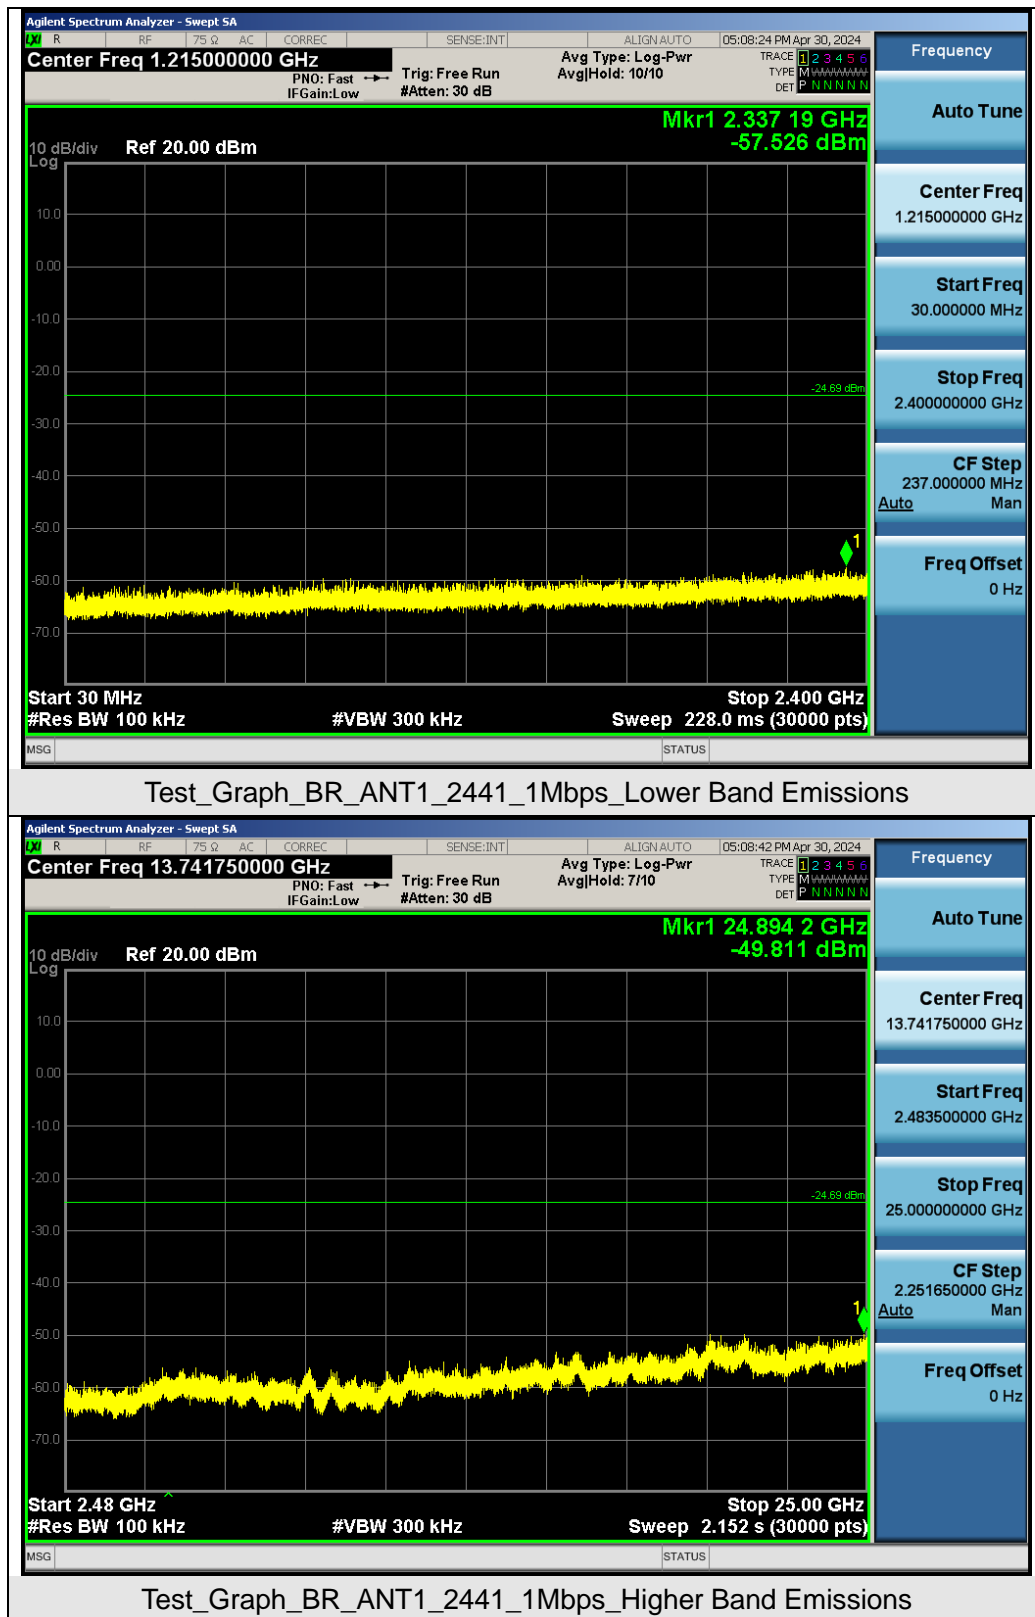 Agilent Spectrum Analyzer - Swept SA
LXI R RF 75 Ω AC CORREC SENSE:INT ALIGN AUTO 05:08:24 PM Apr 30, 2024
Center Freq 1.215000000 GHz
PNO: Fast
IFGain:Low
Trig: Free Run
#Atten: 30 dB
Avg Type: Log-Pwr
Avg|Hold: 10/10
TRACE 1 2 3 4 5 6
TYPE M
DET P N N N N N
Frequency
Auto Tune
Center Freq
1.215000000 GHz
Start Freq
30.000000 MHz
Stop Freq
2.400000000 GHz
CF Step
237.000000 MHz
Auto Man
Freq Offset
0 Hz
Mkr1 2.337 19 GHz
-57.526 dBm
10 dB/div Ref 20.00 dBm
Log
10.0
0.00
-10.0
-20.0
-24.69 dBm
-30.0
-40.0
-50.0
1
-60.0
-70.0
Start 30 MHz Stop 2.400 GHz
#Res BW 100 kHz #VBW 300 kHz Sweep 228.0 ms (30000 pts)
MSG STATUS
Test_Graph_BR_ANT1_2441_1Mbps_Lower Band Emissions
Agilent Spectrum Analyzer - Swept SA
LXI R RF 75 Ω AC CORREC SENSE:INT ALIGN AUTO 05:08:42 PM Apr 30, 2024
Center Freq 13.741750000 GHz
PNO: Fast
IFGain:Low
Trig: Free Run
#Atten: 30 dB
Avg Type: Log-Pwr
Avg|Hold: 7/10
TRACE 1 2 3 4 5 6
TYPE M
DET P N N N N N
Frequency
Auto Tune
Center Freq
13.741750000 GHz
Start Freq
2.483500000 GHz
Stop Freq
25.000000000 GHz
CF Step
2.251650000 GHz
Auto Man
Freq Offset
0 Hz
Mkr1 24.894 2 GHz
-49.811 dBm
10 dB/div Ref 20.00 dBm
Log
10.0
0.00
-10.0
-20.0
-24.69 dBm
-30.0
-40.0
1
-50.0
-60.0
-70.0
Start 2.48 GHz Stop 25.00 GHz
#Res BW 100 kHz #VBW 300 kHz Sweep 2.152 s (30000 pts)
MSG STATUS
Test_Graph_BR_ANT1_2441_1Mbps_Higher Band Emissions